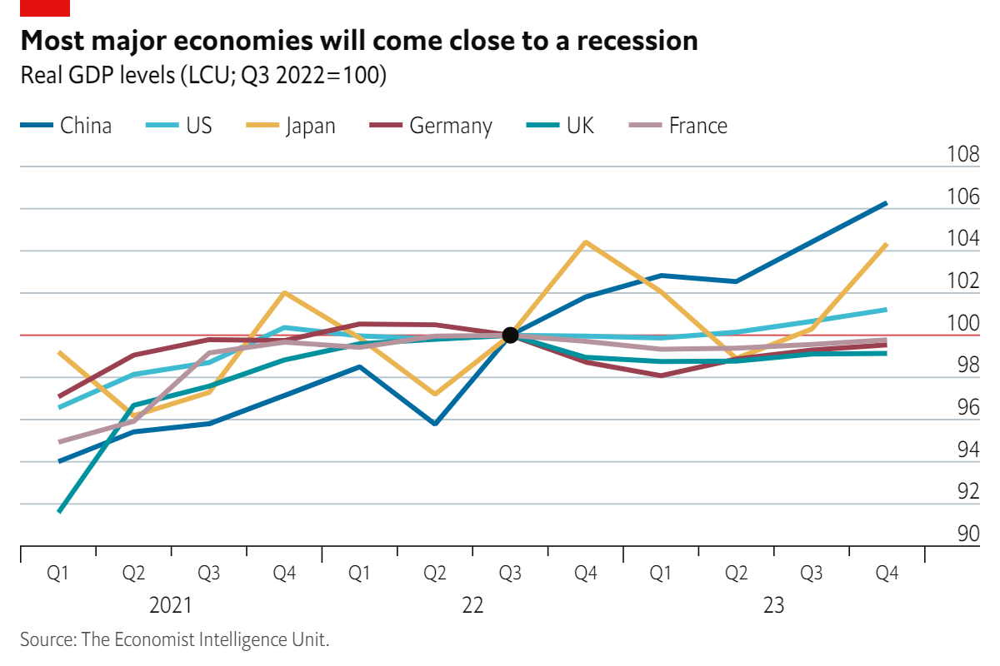 Most major economies will come close to a recession
Real GDP levels (LCU; Q3 2022=100)
China US Japan Germany UK France
108
106
104
102
100
98
96
94
92
90
Q1 Q2 Q3 Q4 Q1 Q2 Q3 Q4 Q1 Q2 Q3 Q4
2021 22 23
Source: The Economist Intelligence Unit.